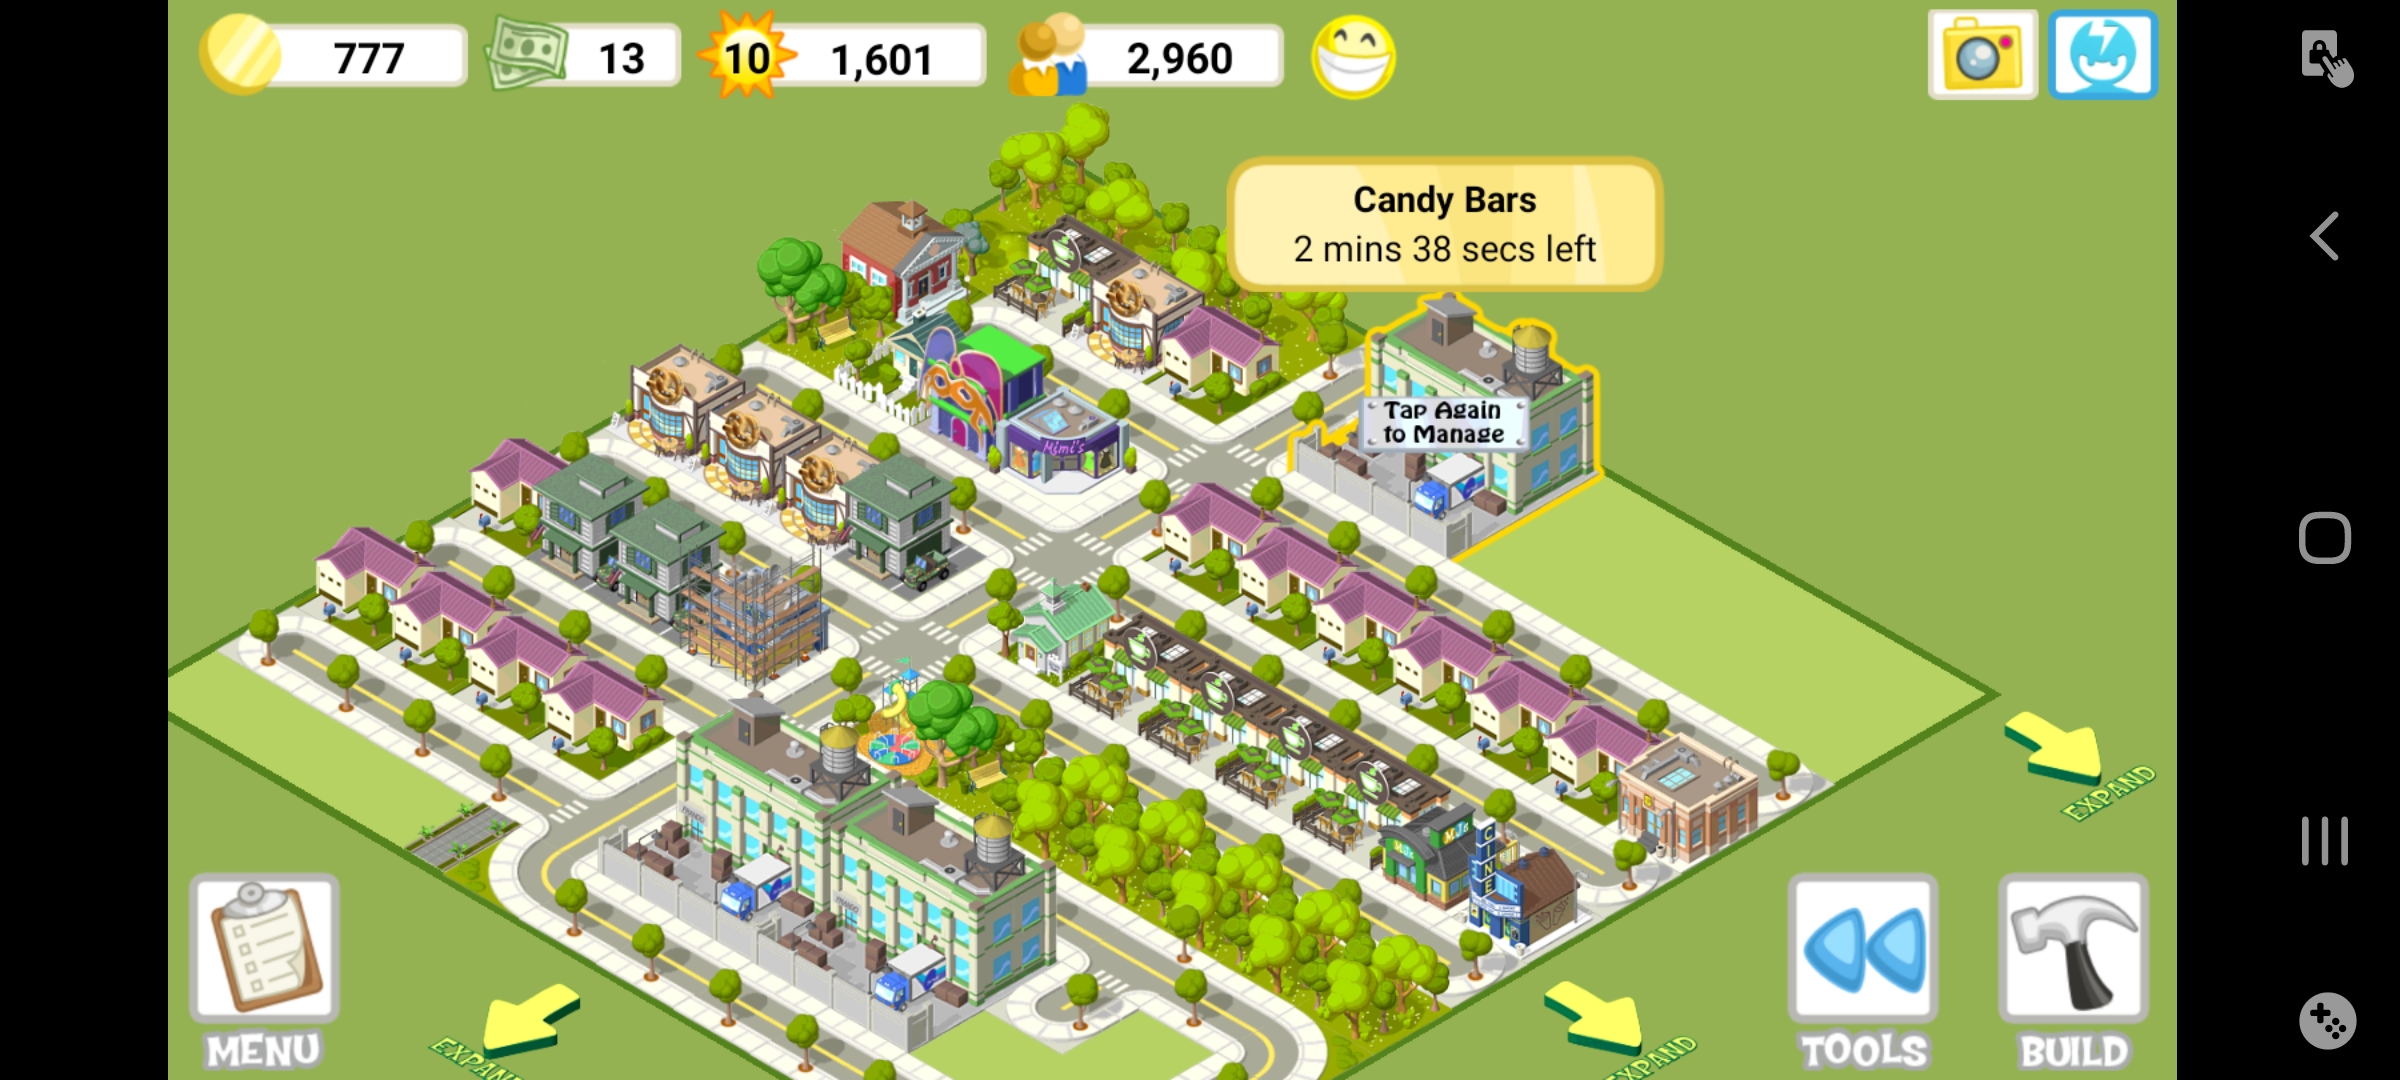 777
13
10
1,601
2,960
Candy Bars
2 mins 38 secs left
Tap Again
to Manage
Mimi's
EXPAND
M.J.'s
CINE
MENU
EXPAND
EXPAND
TOOLS
BUILD